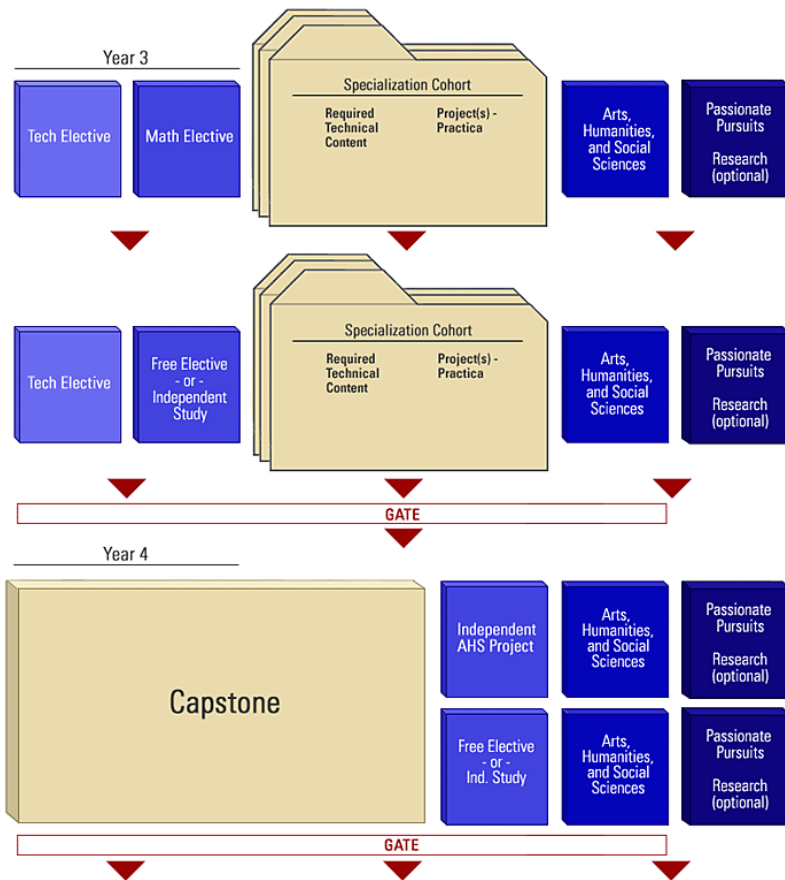 Year 3
Tech Elective
Math Elective
Specialization Cohort
Required
Technical
Content
Project(s) -
Practica
Arts,
Humanities,
and Social
Sciences
Passionate
Pursuits
Research
(optional)
Tech Elective
Free Elective
- or -
Independent
Study
Specialization Cohort
Required
Technical
Content
Project(s) -
Practica
Arts,
Humanities,
and Social
Sciences
Passionate
Pursuits
Research
(optional)
GATE
Year 4
Capstone
Independent
AHS Project
Arts,
Humanities,
and Social
Sciences
Passionate
Pursuits
Research
(optional)
Free Elective
- or -
Ind. Study
Arts,
Humanities,
and Social
Sciences
Passionate
Pursuits
Research
(optional)
GATE